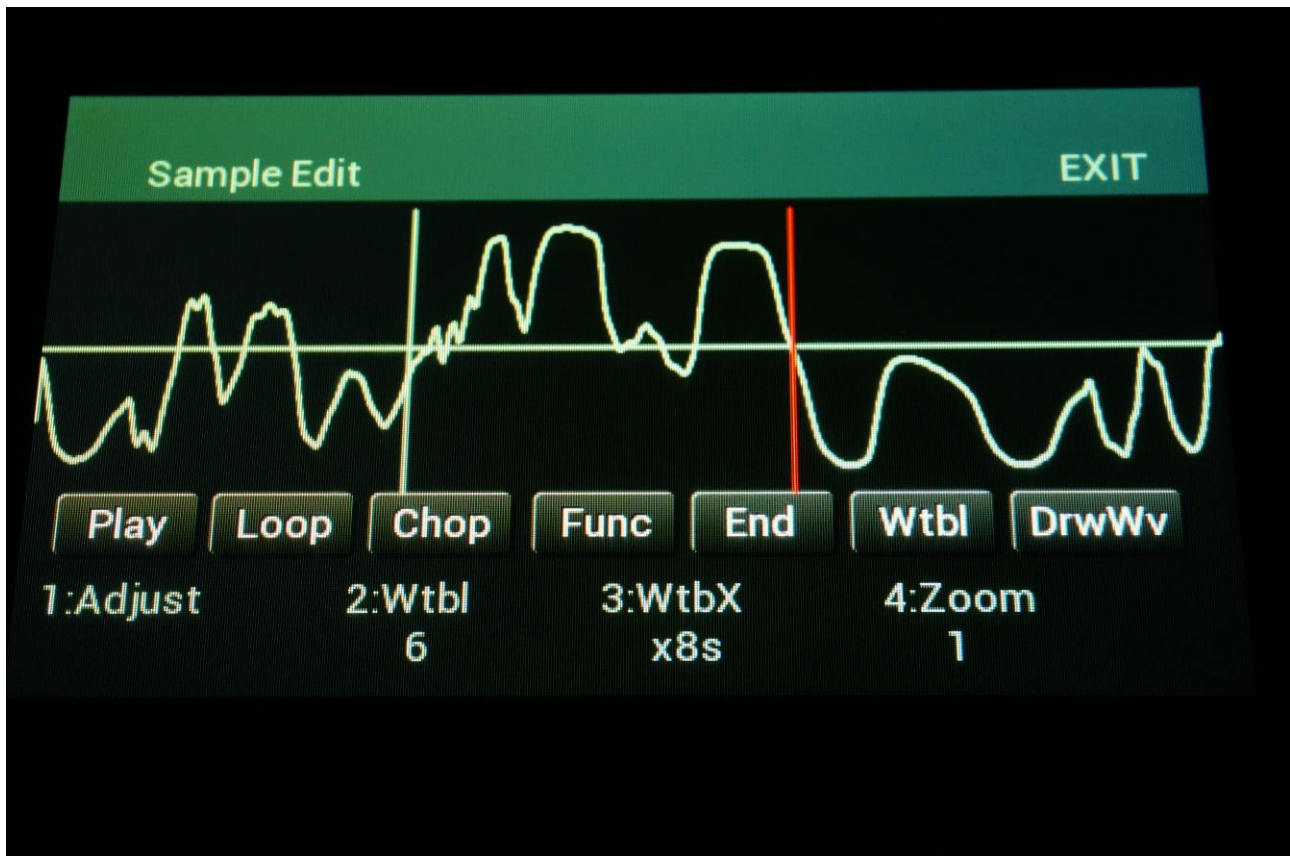 Sample Edit EXIT
Play Loop Chop Func End Wtbl DrwWv
1:Adjust 2:Wtbl 3:WtbX 4:Zoom
6 x8s 1